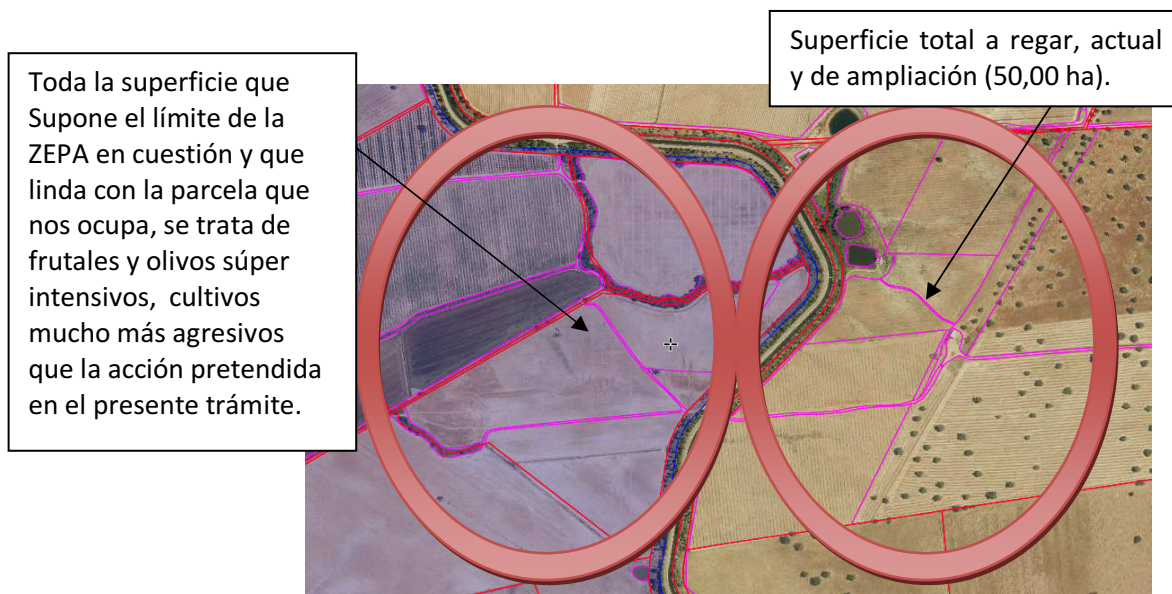 Toda la superficie que
Supone el límite de la
ZEPA en cuestión y que
linda con la parcela que
nos ocupa, se trata de
frutales y olivos súper
intensivos, cultivos
mucho más agresivos
que la acción pretendida
en el presente trámite.
Superficie total a regar, actual
y de ampliación (50,00 ha).